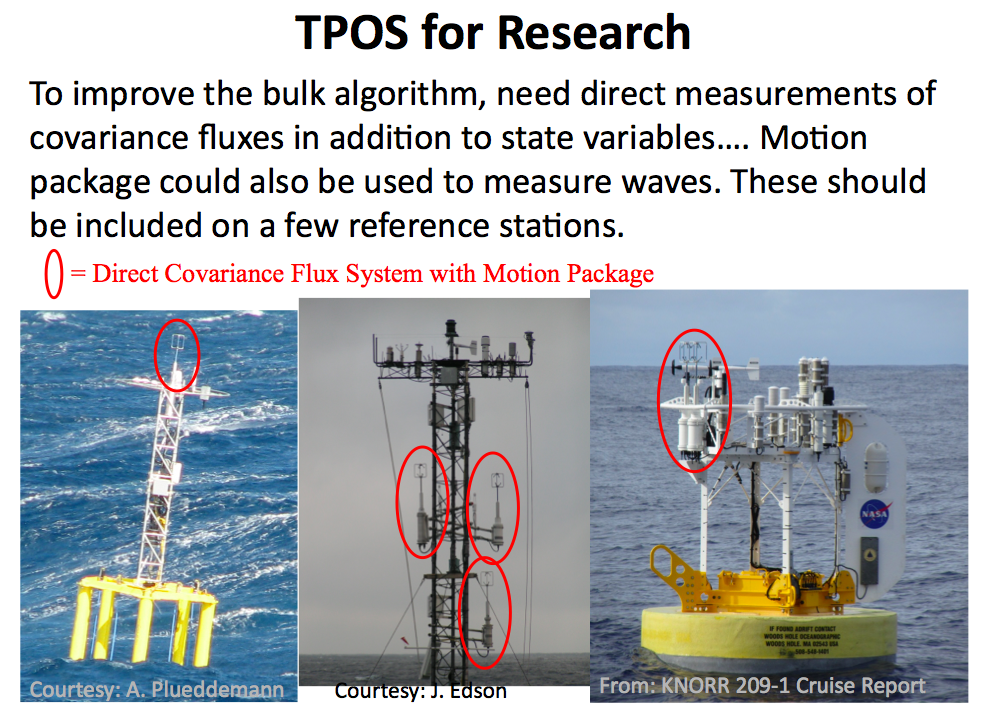 TPOS for Research
To improve the bulk algorithm, need direct measurements of
covariance fluxes in addition to state variables.... Motion
package could also be used to measure waves. These should
be included on a few reference stations.
= Direct Covariance Flux System with Motion Package
NASA
IF FOUND ADRIFT CONTACT
WOODS HOLE OCEANOGRAPHIC
WOODS HOLE, MA 02543 USA
Courtesy: A. Plueddemann
Courtesy: J. Edson
From: KNORR 209-1 Cruise Report